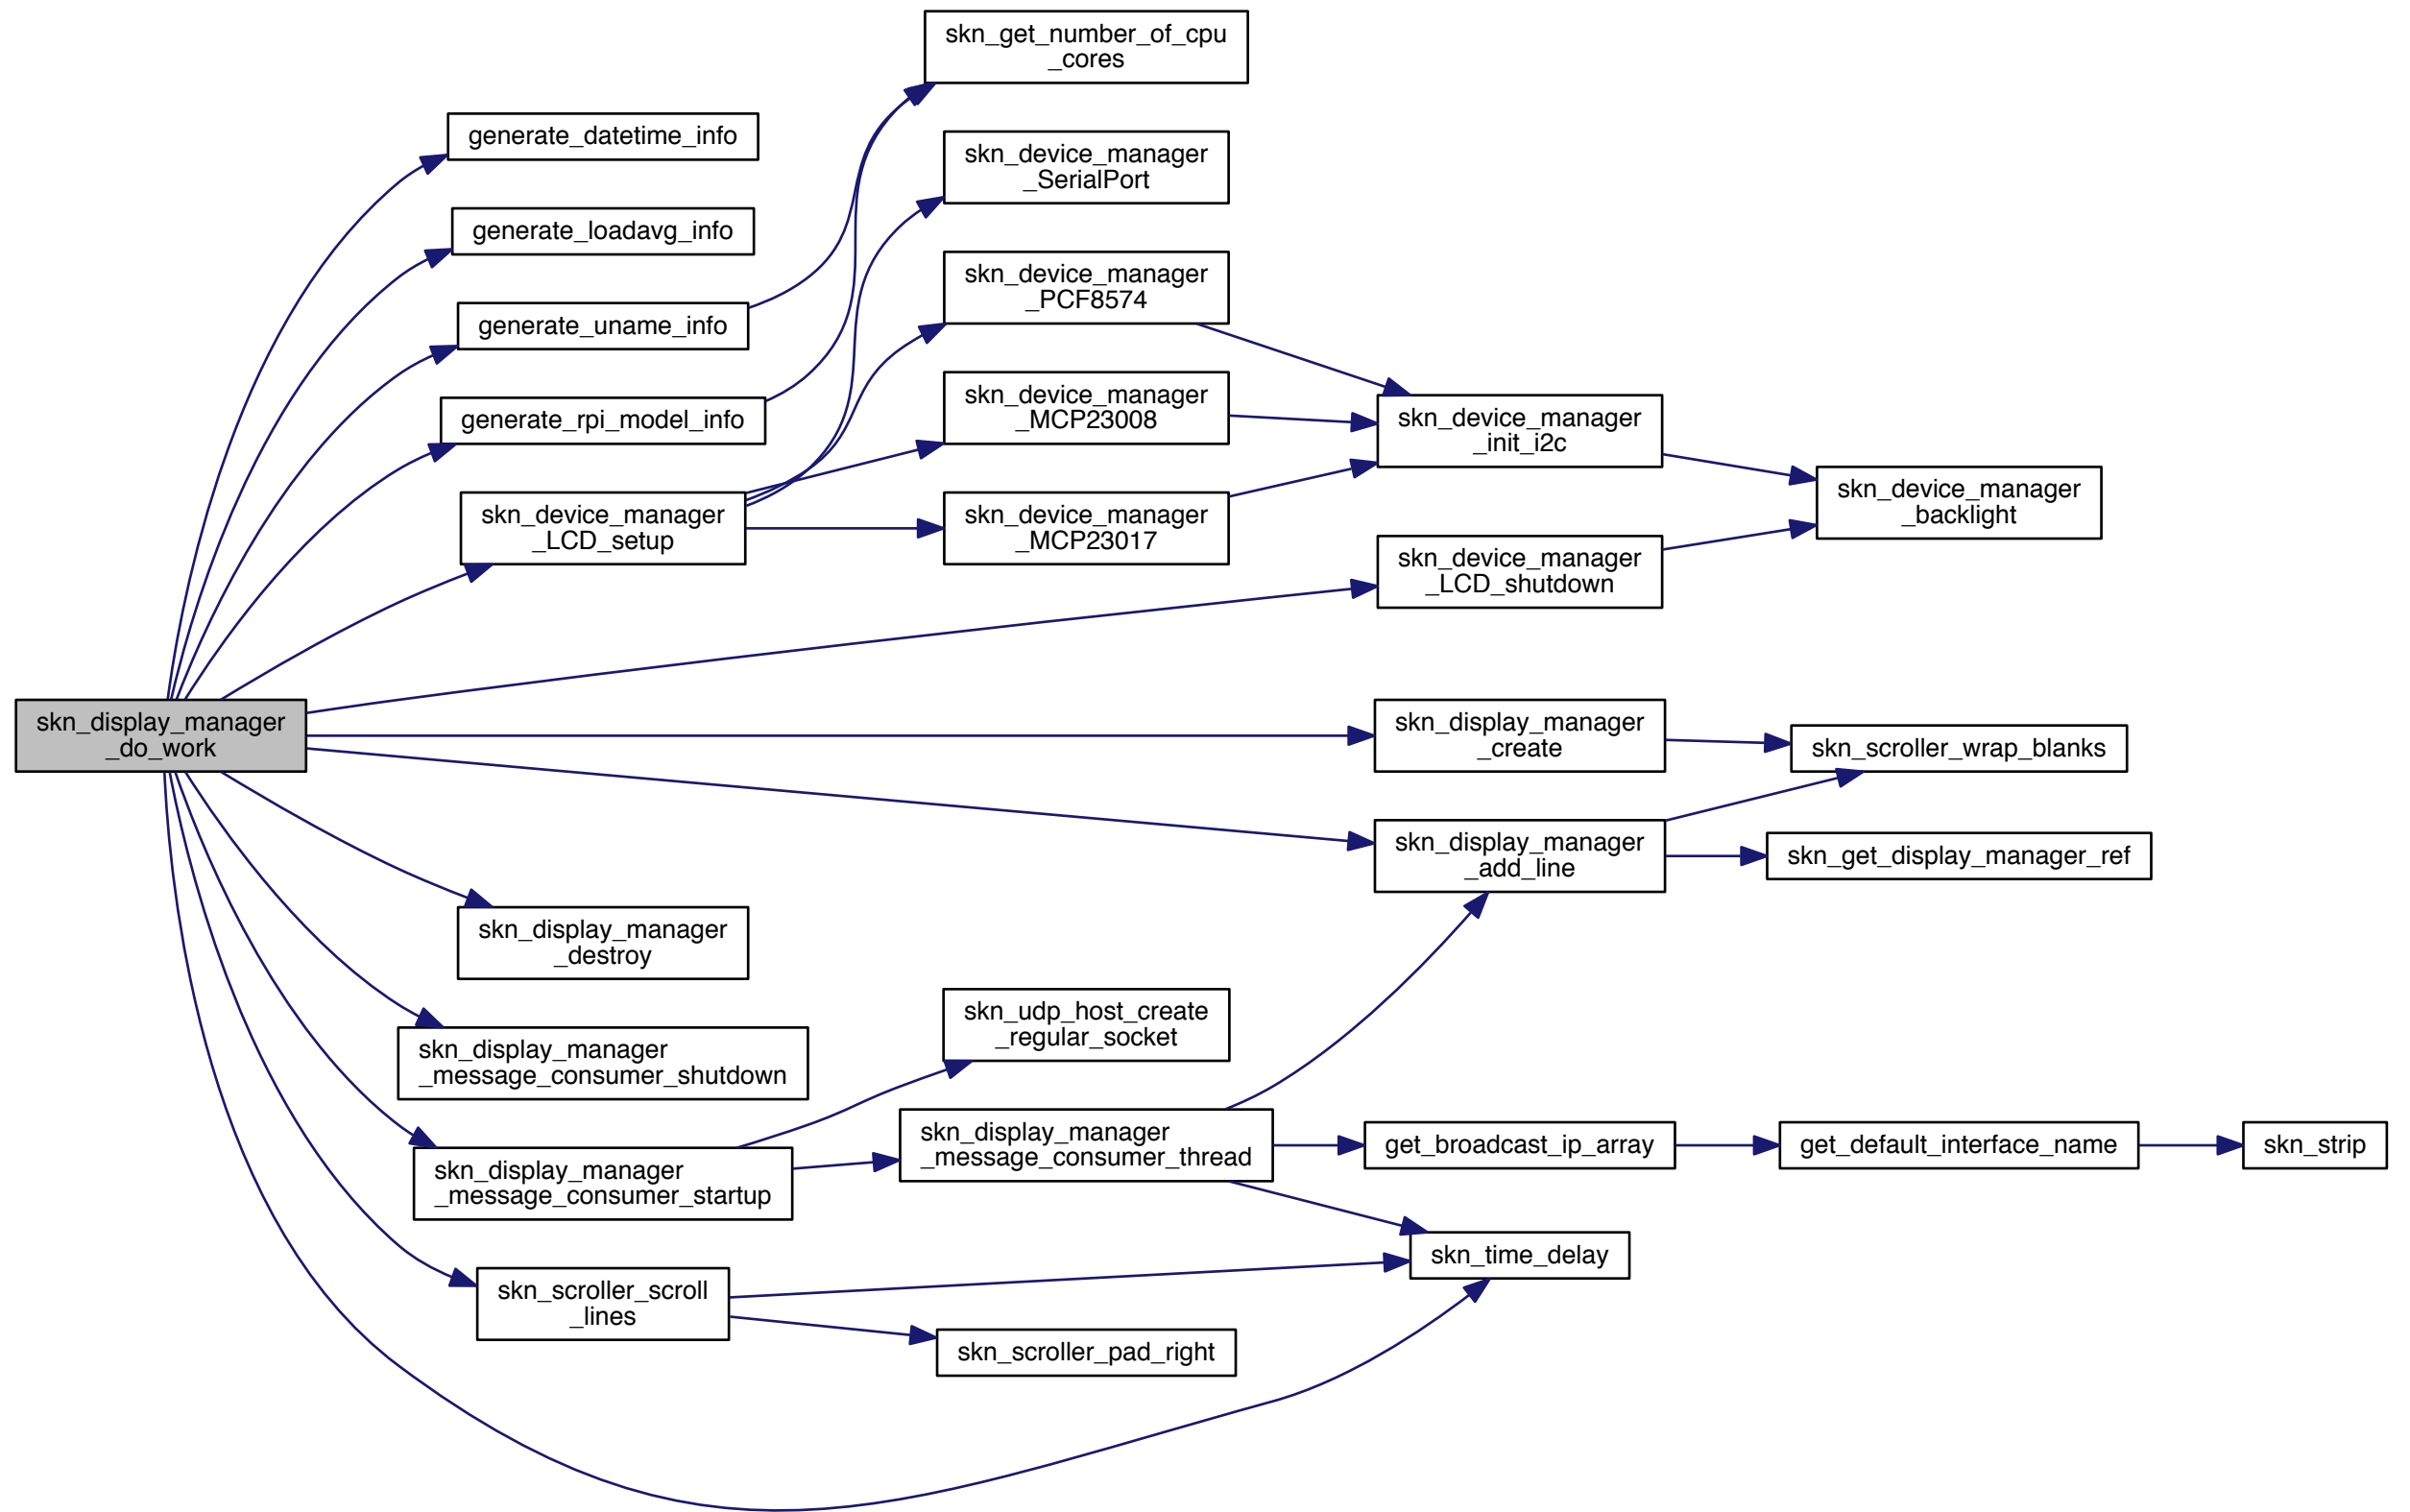 skn_get_number_of_cpu
_cores
generate_datetime_info
skn_device_manager
_SerialPort
generate_loadavg_info
skn_device_manager
_PCF8574
generate_uname_info
skn_device_manager
_MCP23008
generate_rpi_model_info
skn_device_manager
_init_i2c
skn_device_manager
_LCD_setup
skn_device_manager
_MCP23017
skn_device_manager
_backlight
skn_device_manager
_LCD_shutdown
skn_display_manager
_do_work
skn_display_manager
_create
skn_scroller_wrap_blanks
skn_display_manager
_add_line
skn_get_display_manager_ref
skn_display_manager
_destroy
skn_udp_host_create
_regular_socket
skn_display_manager
_message_consumer_shutdown
skn_display_manager
_message_consumer_thread
get_broadcast_ip_array
get_default_interface_name
skn_strip
skn_display_manager
_message_consumer_startup
skn_time_delay
skn_scroller_scroll
_lines
skn_scroller_pad_right